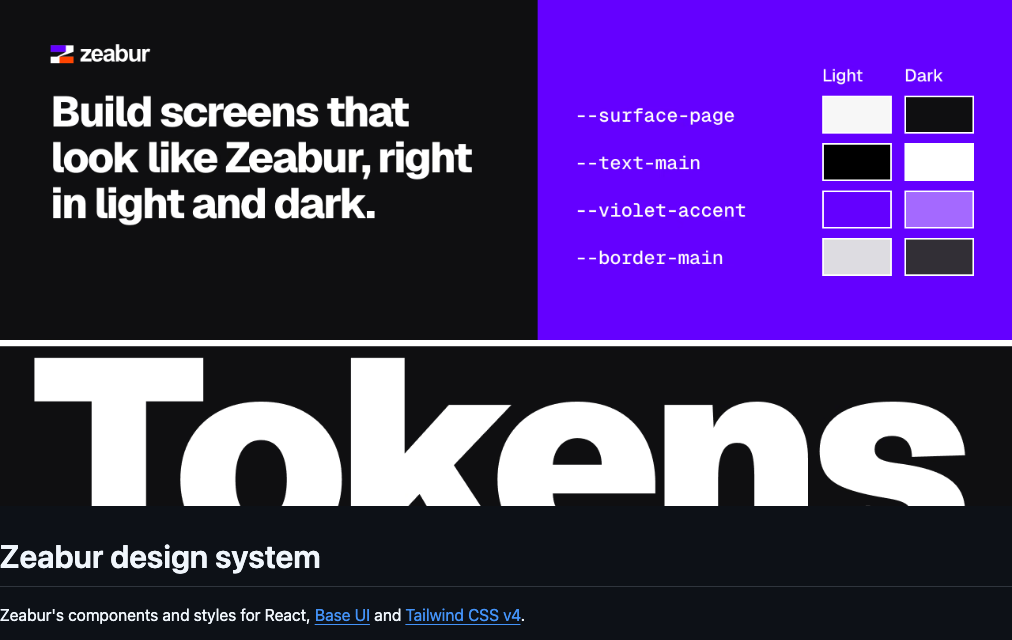 zeabur
Build screens that
look like Zeabur, right
in light and dark.
Light Dark
--surface-page
--text-main
--violet-accent
--border-main
Tokens
Zeabur design system
Zeabur's components and styles for React, Base UI and Tailwind CSS v4.